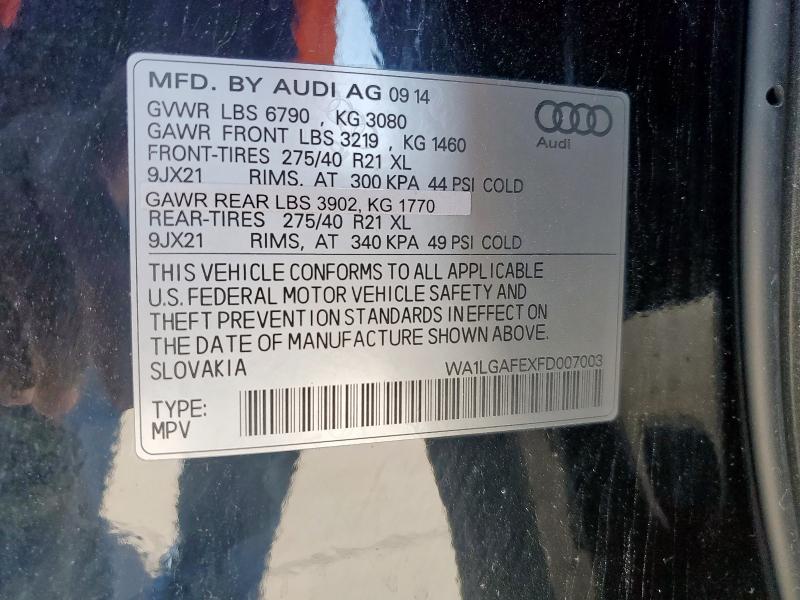 MFD. BY AUDI AG 09 14
GVWR LBS 6790 , KG 3080
GAWR FRONT LBS 3219 , KG 1460
FRONT-TIRES 275/40 R21 XL
9JX21 RIMS, AT 300 KPA 44 PSI COLD
GAWR REAR LBS 3902, KG 1770
REAR-TIRES 275/40 R21 XL
9JX21 RIMS, AT 340 KPA 49 PSI COLD
Audi
THIS VEHICLE CONFORMS TO ALL APPLICABLE
U.S. FEDERAL MOTOR VEHICLE SAFETY AND
THEFT PREVENTION STANDARDS IN EFFECT ON
THE DATE OF MANUFACTURE SHOWN ABOVE.
SLOVAKIA WA1LGAFEXFD007003
TYPE:
MPV